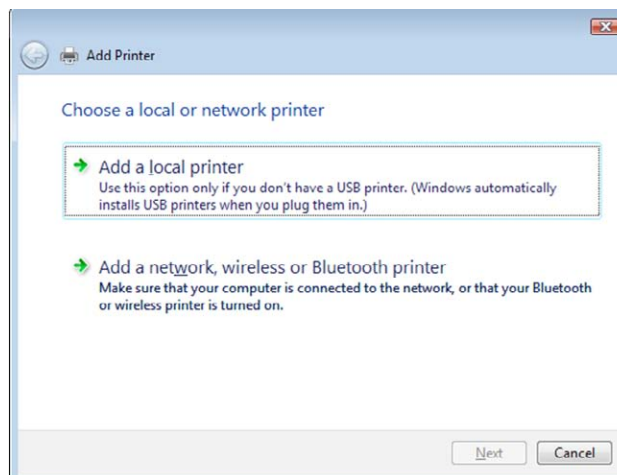 Add Printer
Choose a local or network printer
Add a local printer
Use this option only if you don't have a USB printer. (Windows automatically
installs USB printers when you plug them in.)
Add a network, wireless or Bluetooth printer
Make sure that your computer is connected to the network, or that your Bluetooth
or wireless printer is turned on.
Next Cancel